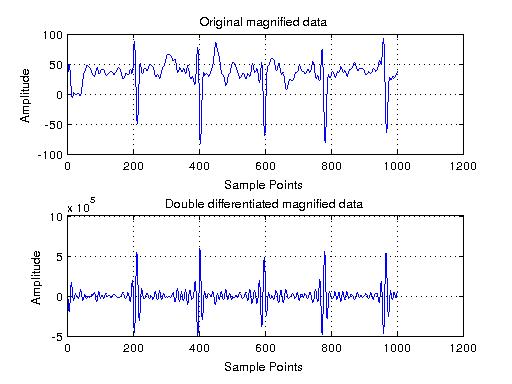 Original magnified data
100
50
0
-50
-100
Amplitude
0 200 400 600 800 1000 1200
Sample Points
Double differentiated magnified data
x 10^5
10
5
0
-5
Amplitude
0 200 400 600 800 1000 1200
Sample Points